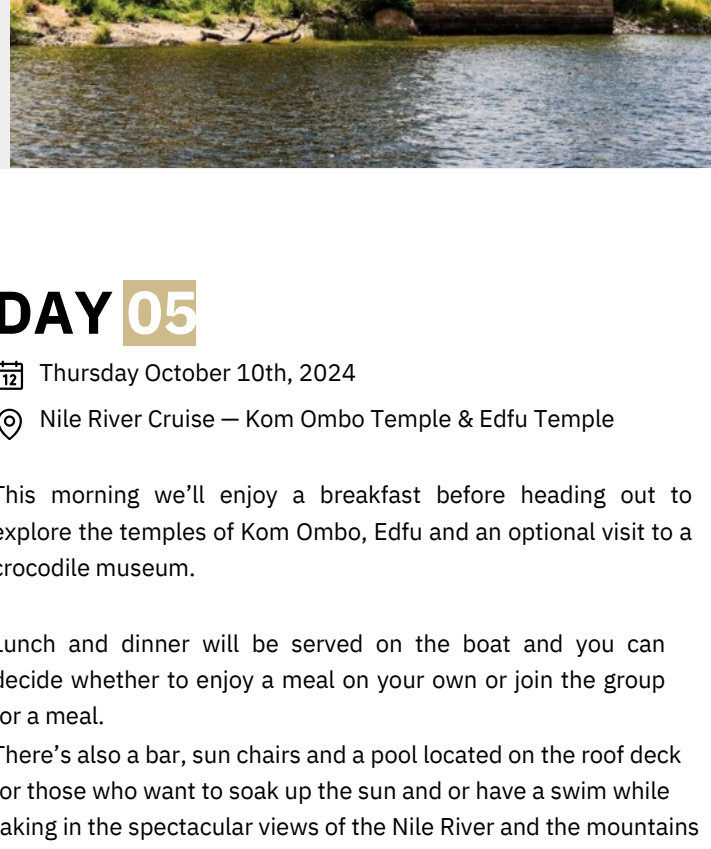 DAY 05
12
Thursday October 10th, 2024
Nile River Cruise — Kom Ombo Temple & Edfu Temple
This morning we’ll enjoy a breakfast before heading out to
explore the temples of Kom Ombo, Edfu and an optional visit to a
crocodile museum.
Lunch and dinner will be served on the boat and you can
decide whether to enjoy a meal on your own or join the group
for a meal.
There’s also a bar, sun chairs and a pool located on the roof deck
for those who want to soak up the sun and or have a swim while
taking in the spectacular views of the Nile River and the mountains